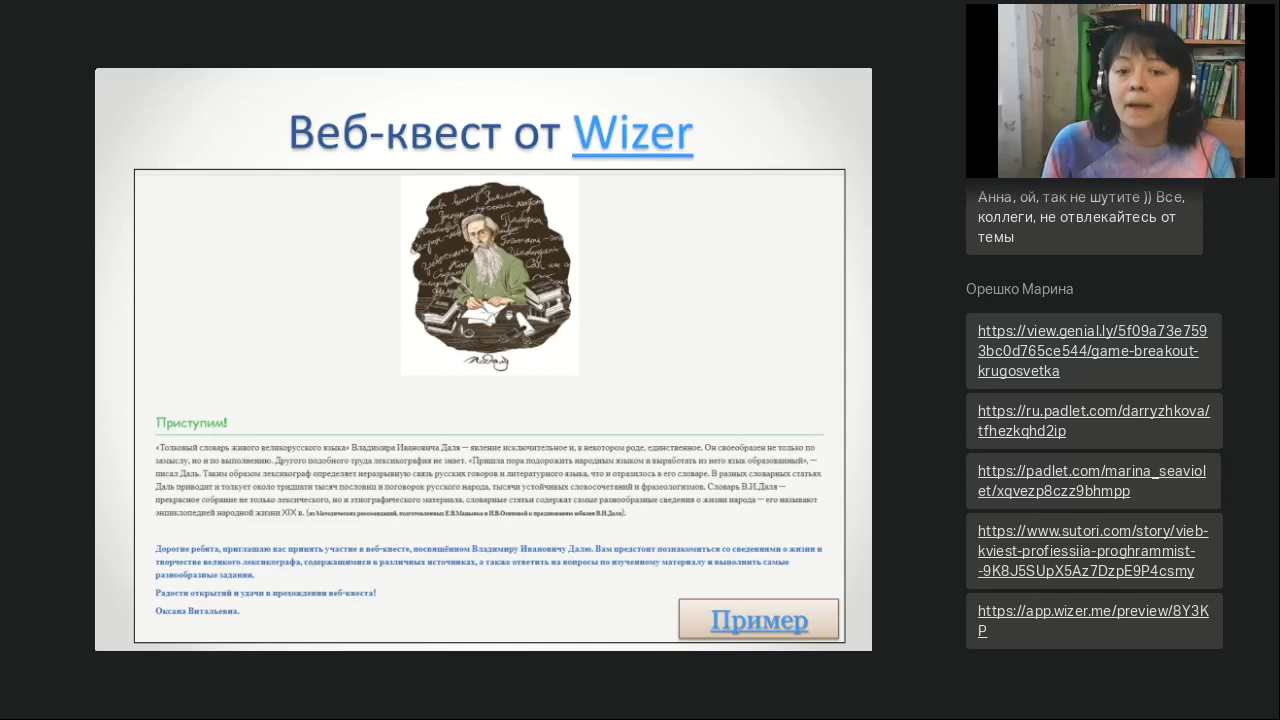 Веб-квест от Wizer
Приступим!
«Толковый словарь живого великорусского языка» Владимира Ивановича Даля — явление исключительное и, в некотором роде, единственное. Он своеобразен не только по
замыслу, но и по выполнению. Другого подобного труда лексикография не знает. «Пришла пора подорожить народным языком и выработать из него язык образованный», —
писал Даль. Таким образом лексикограф определяет неразрывную связь русских говоров и литературного языка, что и отразилось в его словаре. В разных словарных статьях
Даль приводит и толкует около тридцати тысяч пословиц и поговорок русского народа, тысячи устойчивых словосочетаний и фразеологизмов. Словарь В.И.Даля —
прекрасное собрание не только лексического, но и этнографического материала, словарные статьи содержат самые разнообразные сведения о жизни народа — его называют
энциклопедией народной жизни XIX в. (из Методических рекомендаций, подготовленных
Дорогие ребята, приглашаю вас принять участие в веб-квесте, посвящённом Владимиру Ивановичу Далю. Вам предстоит познакомиться со сведениями о жизни и
творчестве великого лексикографа, содержащимися в различных источниках, а также ответить на вопросы по изученному материалу и выполнить самые
разнообразные задания.
Радости открытий и удачи в прохождении веб-квеста!
Оксана Витальевна.
Пример
Анна, ой, так не шутите )) Все,
коллеги, не отвлекайтесь от
темы
Орешко Марина
https://view.genial.ly/5f09a73e759
3bc0d765ce544/game-breakout-
krugosvetka
https://ru.padlet.com/darryzhkova/
tfhezkqhd2ip
https://padlet.com/marina_seaviol
et/xqvezp8czz9bhmpp
https://www.sutori.com/story/vieb-
kviest-profiessiia-proghrammist-
-9K8J5SUpX5Az7DzpE9P4csmy
https://app.wizer.me/preview/8Y3K
P